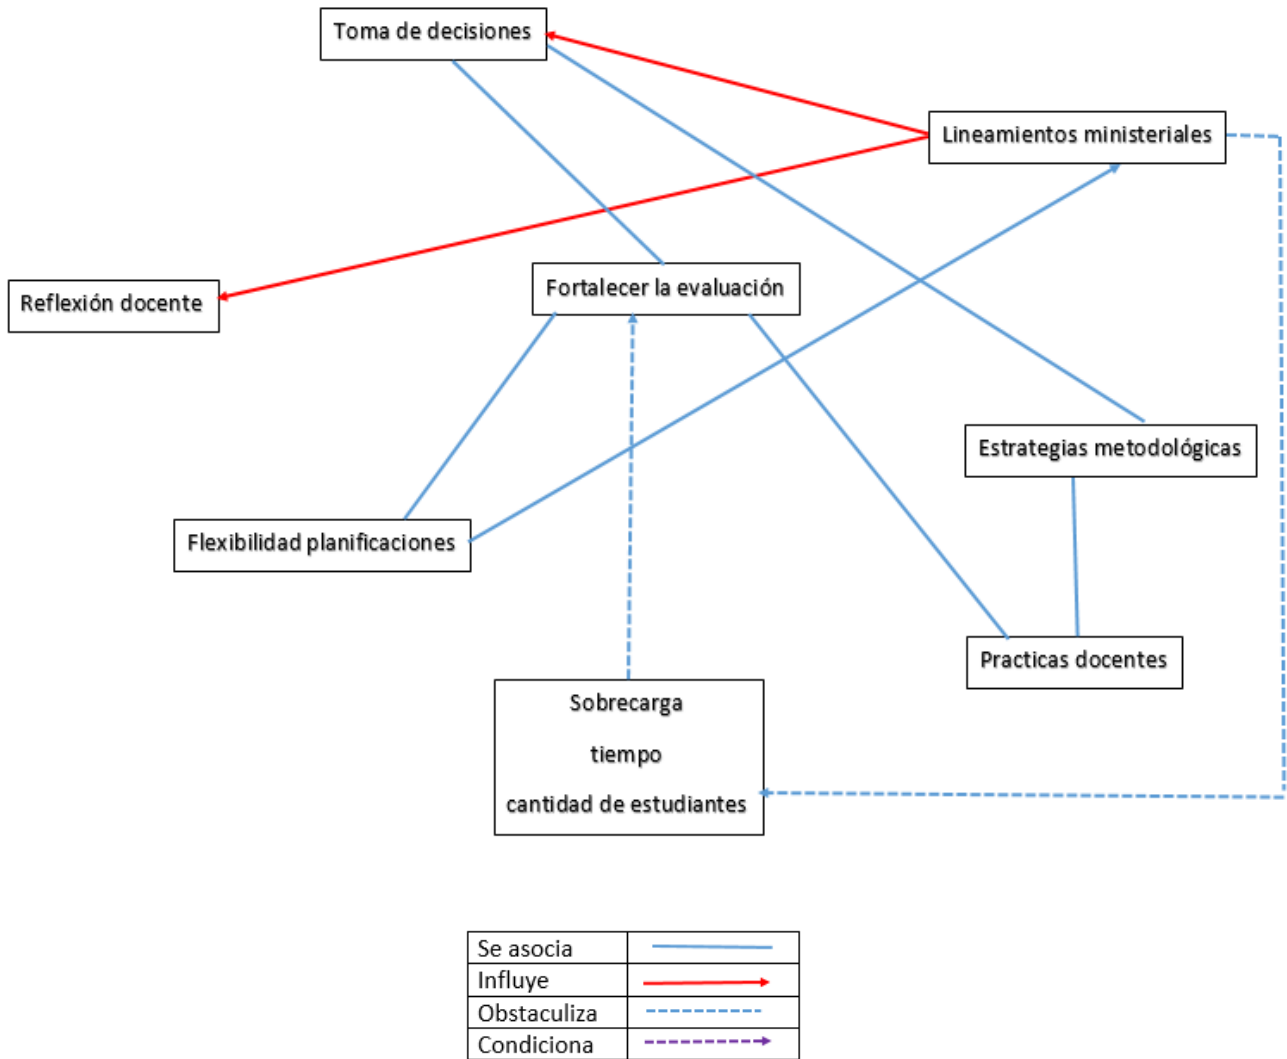 Toma de decisiones
Lineamientos ministeriales
Fortalecer la evaluación
Reflexión docente
Estrategias metodológicas
Flexibilidad planificaciones
Practicas docentes
Sobrecarga
tiempo
cantidad de estudiantes
Se asocia
Influye
Obstaculiza
Condiciona